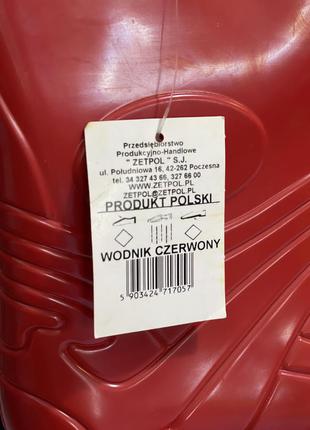 Przedsiębiorstwo
Produkcyjno-Handlowe
" ZETPOL " S.J.
ul. Południowa 16, 42-262 Poczesna
tel. 34 327 43 66, 327 66 00
WWW.ZETPOL.PL
ZETPOL@ZETPOL.PL
PRODUKT POLSKI
WODNIK CZERWONY
5 903424 717057